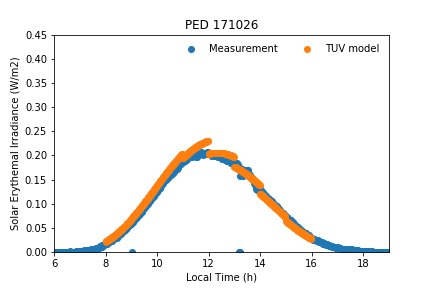 PED 171026
Measurement
TUV model
Solar Erythemal Irradiance (W/m2)
0.45
0.40
0.35
0.30
0.25
0.20
0.15
0.10
0.05
0.00
6 8 10 12 14 16 18
Local Time (h)